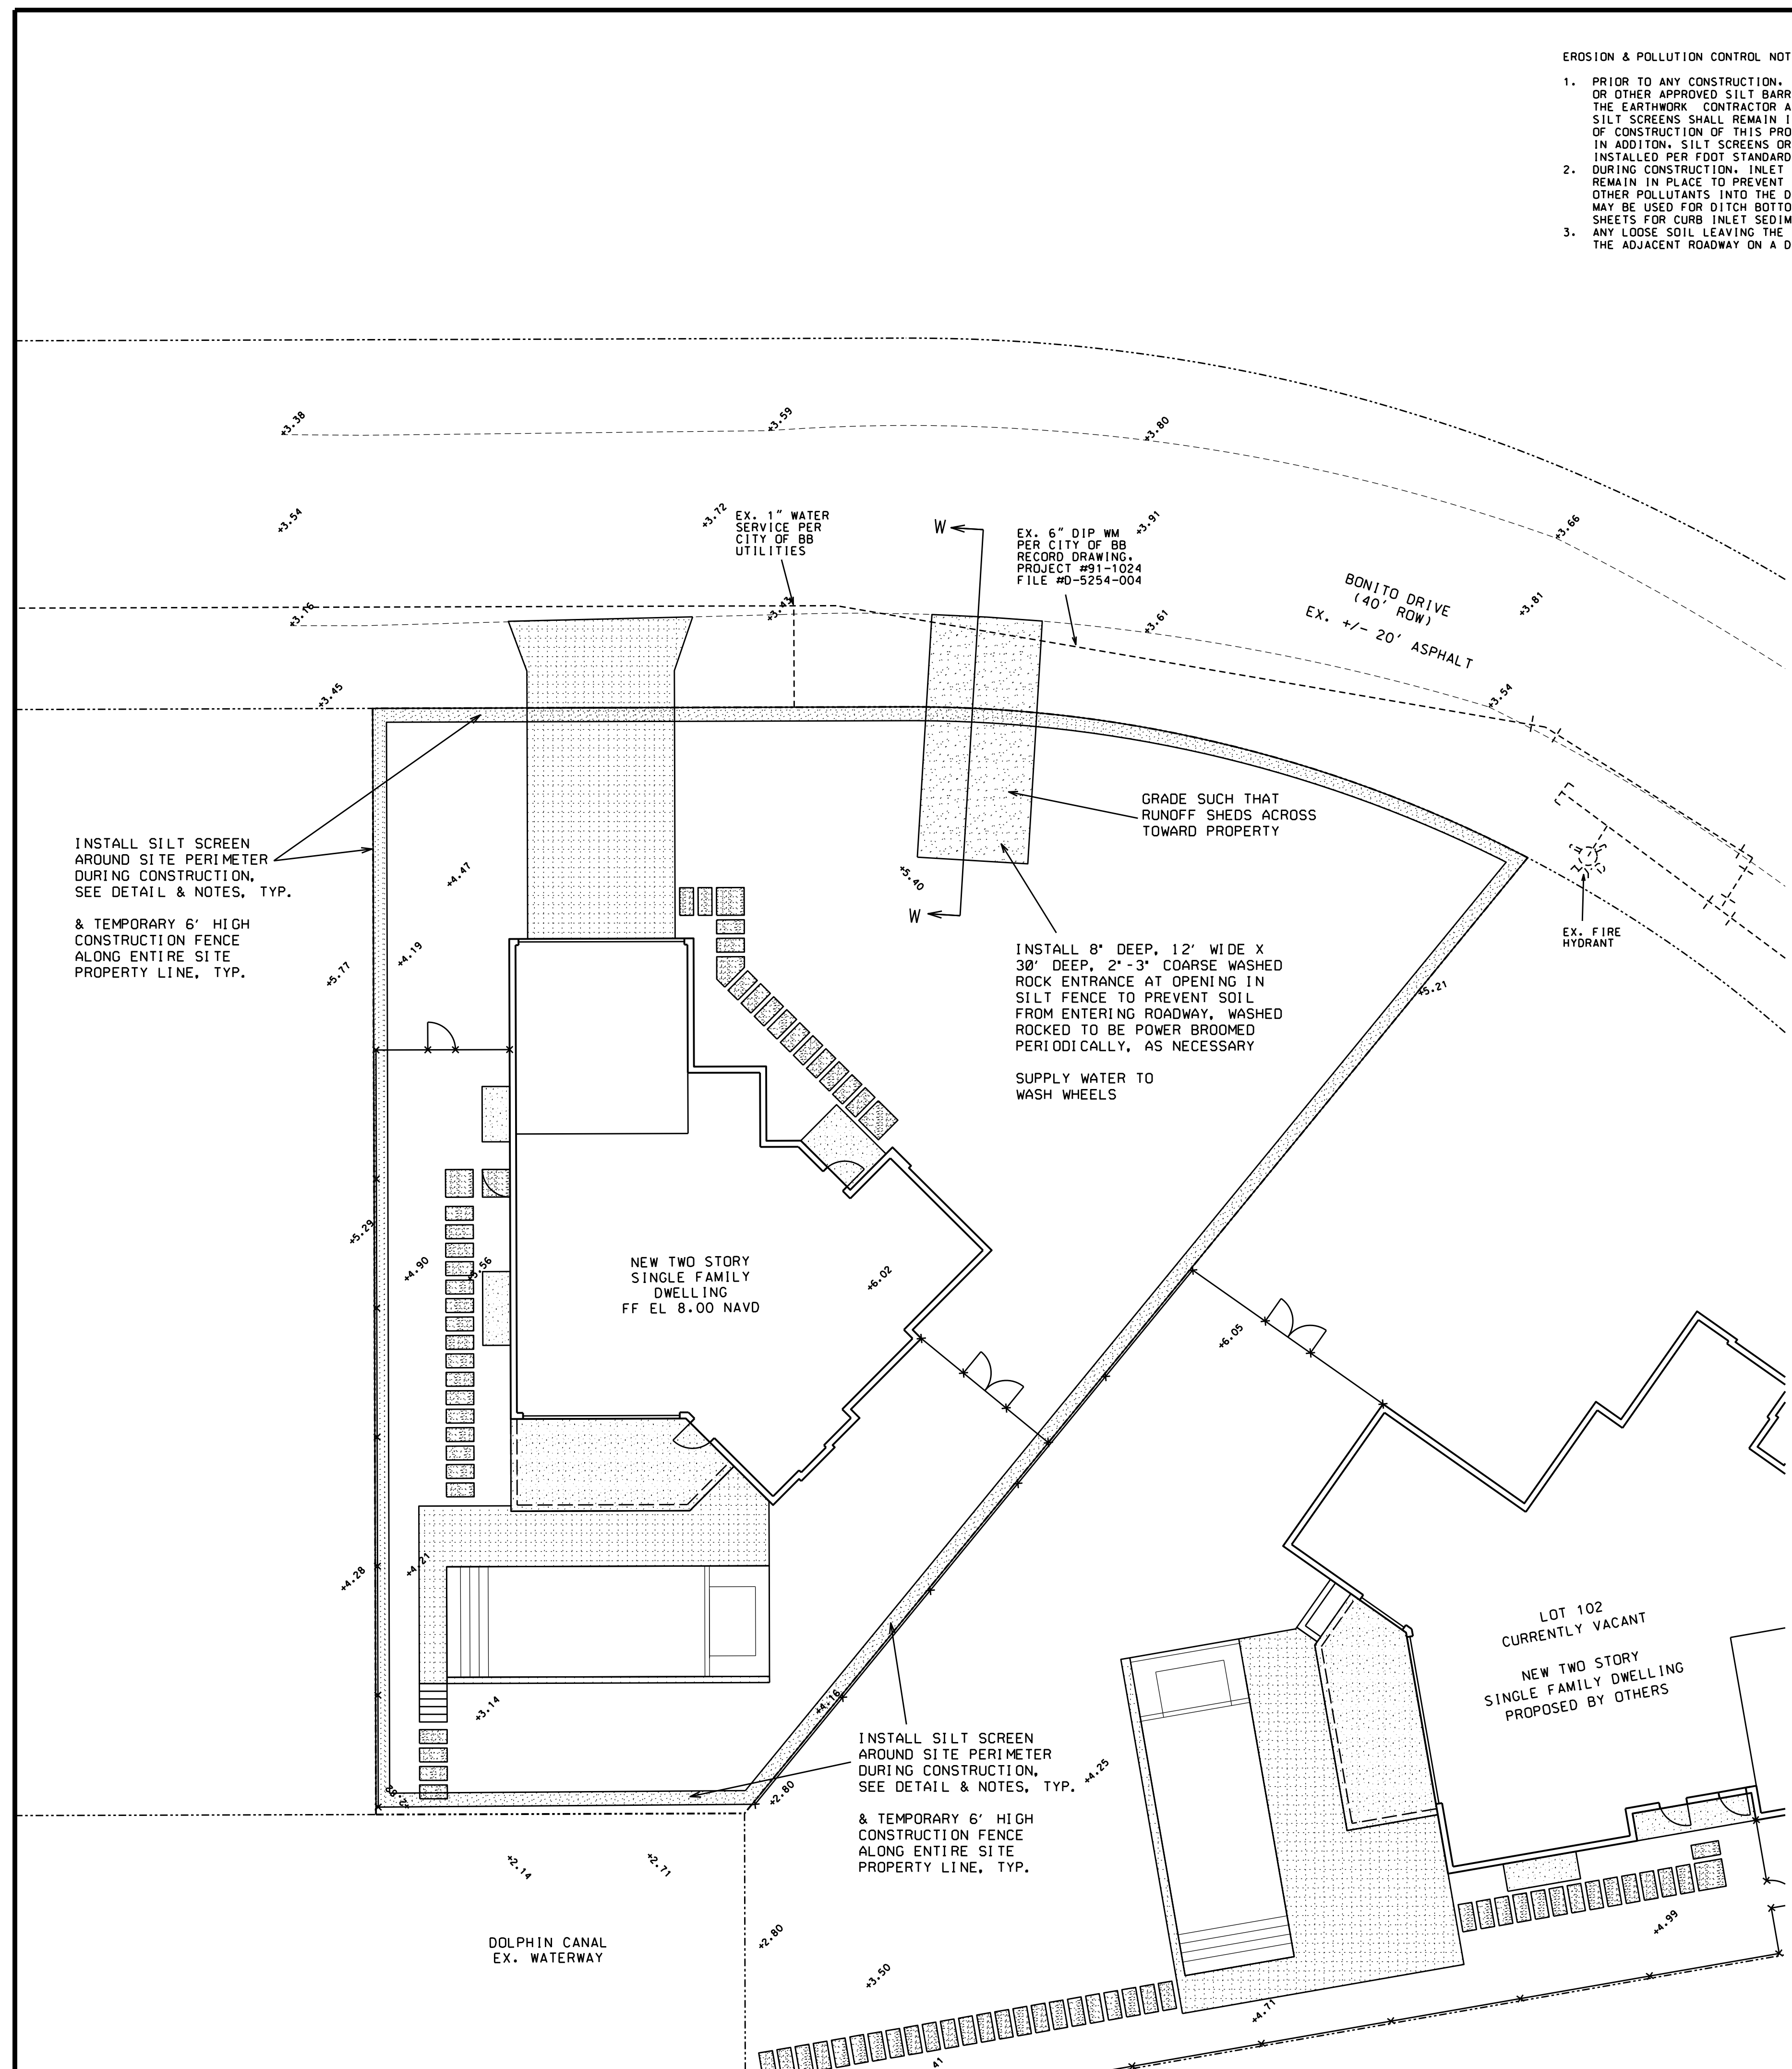 EROSION & POLLUTION CONTROL NOT
1. PRIOR TO ANY CONSTRUCTION,
OR OTHER APPROVED SILT BARR
THE EARTHWORK CONTRACTOR A
SILT SCREENS SHALL REMAIN I
OF CONSTRUCTION OF THIS PRO
IN ADDITON, SILT SCREENS OR
INSTALLED PER FDOT STANDARD
2. DURING CONSTRUCTION, INLET
REMAIN IN PLACE TO PREVENT
OTHER POLLUTANTS INTO THE D
MAY BE USED FOR DITCH BOTTO
SHEETS FOR CURB INLET SEDIM
3. ANY LOOSE SOIL LEAVING THE
THE ADJACENT ROADWAY ON A D
+3.38
+3.59
+3.80
+3.54
+3.72
EX. 1" WATER
SERVICE PER
CITY OF BB
UTILITIES
W
EX. 6" DIP WM
PER CITY OF BB
RECORD DRAWING,
PROJECT #91-1024
FILE #D-5254-004
+3.91
+3.66
BONITO DRIVE
(40' ROW)
EX. +/- 20' ASPHALT
+3.81
+3.16
+3.43
+3.61
+3.45
+3.54
INSTALL SILT SCREEN
AROUND SITE PERIMETER
DURING CONSTRUCTION,
SEE DETAIL & NOTES, TYP.
& TEMPORARY 6' HIGH
CONSTRUCTION FENCE
ALONG ENTIRE SITE
PROPERTY LINE, TYP.
GRADE SUCH THAT
RUNOFF SHEDS ACROSS
TOWARD PROPERTY
+4.47
+5.40
W
EX. FIRE
HYDRANT
+4.19
+5.77
INSTALL 8" DEEP, 12' WIDE X
30' DEEP, 2"-3" COARSE WASHED
ROCK ENTRANCE AT OPENING IN
SILT FENCE TO PREVENT SOIL
FROM ENTERING ROADWAY, WASHED
ROCKED TO BE POWER BROOMED
PERIODICALLY, AS NECESSARY
SUPPLY WATER TO
WASH WHEELS
+5.21
+5.29
+4.90
+5.56
NEW TWO STORY
SINGLE FAMILY
DWELLING
FF EL 8.00 NAVD
+6.02
+6.05
+4.28
+4.21
LOT 102
CURRENTLY VACANT
NEW TWO STORY
SINGLE FAMILY DWELLING
PROPOSED BY OTHERS
+3.14
+4.16
INSTALL SILT SCREEN
AROUND SITE PERIMETER
DURING CONSTRUCTION,
SEE DETAIL & NOTES, TYP.
& TEMPORARY 6' HIGH
CONSTRUCTION FENCE
ALONG ENTIRE SITE
PROPERTY LINE, TYP.
+4.25
+2.80
+2.14
+2.71
DOLPHIN CANAL
EX. WATERWAY
+2.80
+3.50
+4.99
+4.71
41